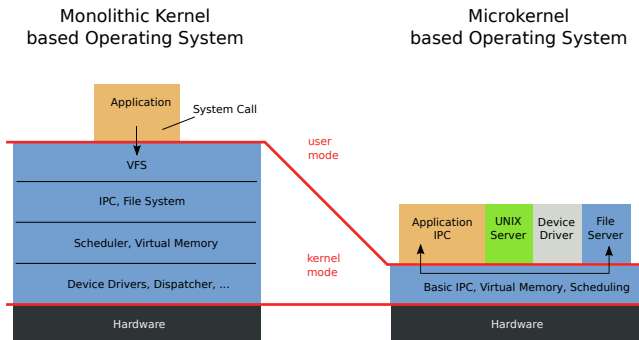 Monolithic Kernel
based Operating System
Microkernel
based Operating System
Application
System Call
VFS
IPC, File System
Scheduler, Virtual Memory
Device Drivers, Dispatcher, ...
Hardware
user
mode
kernel
mode
Application
IPC
UNIX
Server
Device
Driver
File
Server
Basic IPC, Virtual Memory, Scheduling
Hardware